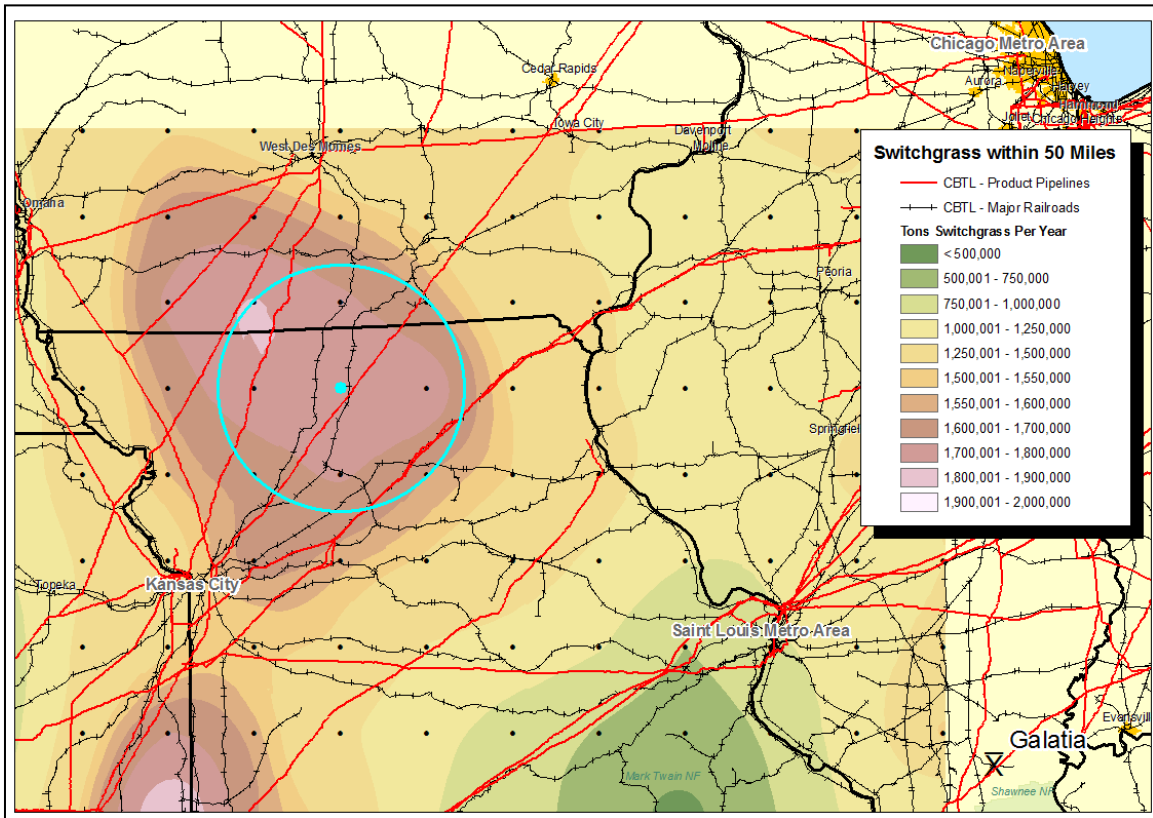 Chicago Metro Area
Cedar Rapids
Naperville
Aurora
Harvey
Hammond
Joliet
Chicago Heights
Iowa City
Davenport
Moline
West Des Moines
Omaha
Peoria
Springfiel
Topeka
Kansas City
Saint Louis Metro Area
Evansvill
Galatia
Mark Twain NF
Shawnee NF
Switchgrass within 50 Miles
CBTL - Product Pipelines
CBTL - Major Railroads
Tons Switchgrass Per Year
< 500,000
500,001 - 750,000
750,001 - 1,000,000
1,000,001 - 1,250,000
1,250,001 - 1,500,000
1,500,001 - 1,550,000
1,550,001 - 1,600,000
1,600,001 - 1,700,000
1,700,001 - 1,800,000
1,800,001 - 1,900,000
1,900,001 - 2,000,000